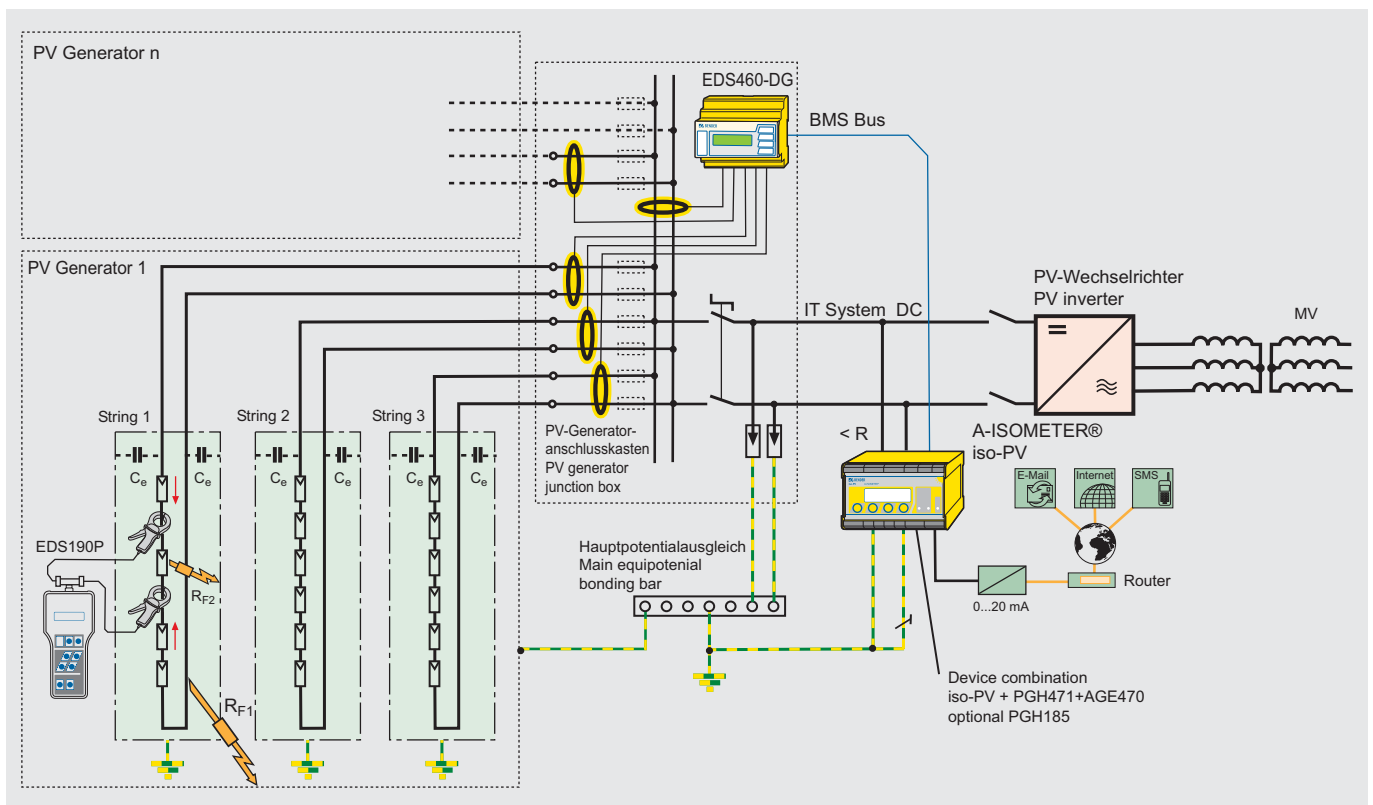 PV Generator n
EDS460-DG
BENDER
BMS Bus
PV Generator 1
PV-Wechselrichter
PV inverter
MV
IT System DC
String 1
String 2
String 3
Ce
Ce
Ce
Ce
Ce
Ce
PV-Generator-
anschlusskasten
PV generator
junction box
< R
A-ISOMETER®
iso-PV
BENDER
E-Mail
Internet
SMS
EDS190P
RF2
Hauptpotentialausgleich
Main equipotenial
bonding bar
Router
0...20 mA
RF1
Device combination
iso-PV + PGH471+AGE470
optional PGH185